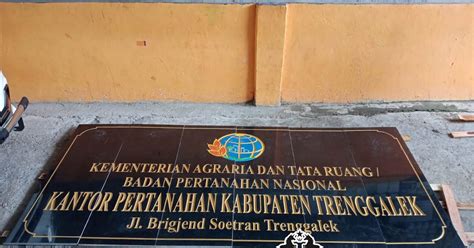 KEMENTERIAN AGRARIA DAN TATA RUANG /
BADAN PERTANAHAN NASIONAL
KANTOR PERTANAHAN KABUPATEN TRENGGALEK
Jl. Brigjend Soetran Trenggalek